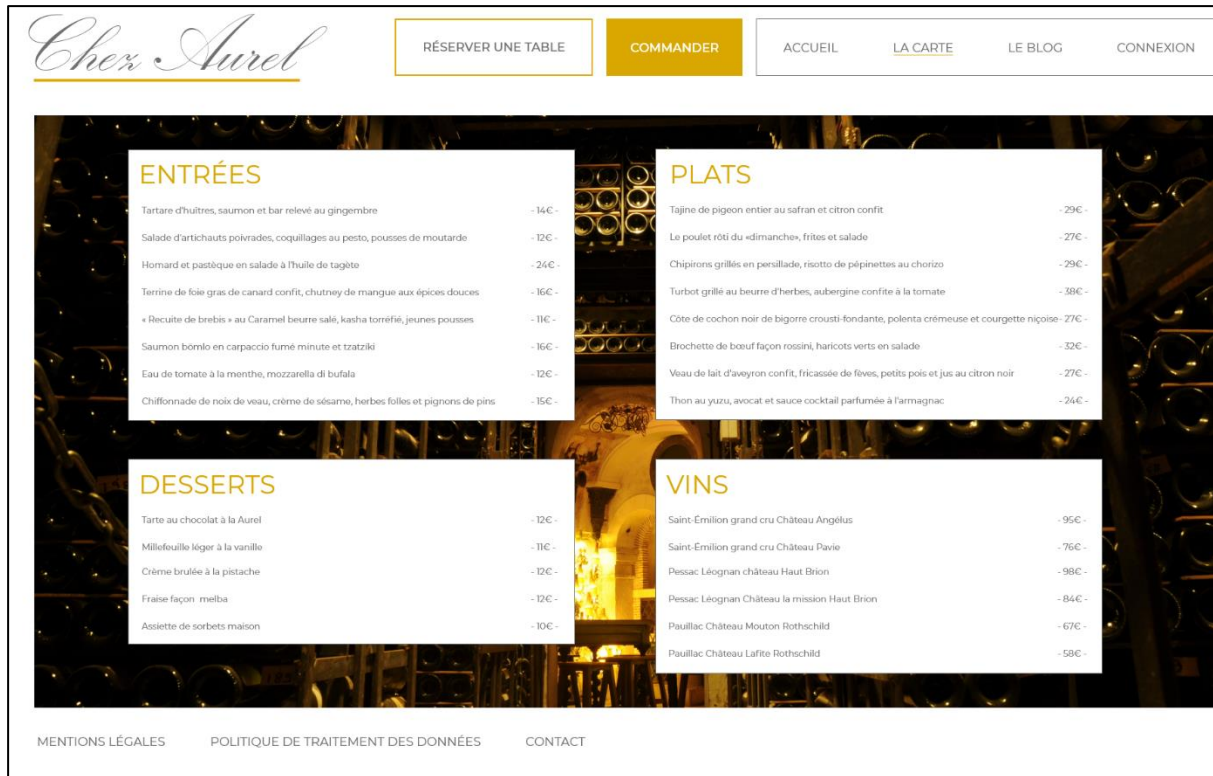 Chez Aurel
RÉSERVER UNE TABLE
COMMANDER
ACCUEIL
LA CARTE
LE BLOG
CONNEXION
ENTRÉES
Tartare d'huîtres, saumon et bar relevé au gingembre - 14€ -
Salade d'artichauts poivrades, coquillages au pesto, pousses de moutarde - 12€ -
Homard et pastèque en salade à l'huile de tagète - 24€ -
Terrine de foie gras de canard confit, chutney de mangue aux épices douces - 16€ -
« Recuite de brebis » au Caramel beurre salé, kasha torréfié, jeunes pousses - 11€ -
Saumon bömlo en carpaccio fumé minute et tzatziki - 16€ -
Eau de tomate à la menthe, mozzarella di bufala - 12€ -
Chiffonnade de noix de veau, crème de sésame, herbes folles et pignons de pins - 15€ -
PLATS
Tajine de pigeon entier au safran et citron confit - 29€ -
Le poulet rôti du «dimanche», frites et salade - 27€ -
Chipirons grillés en persillade, risotto de pépinettes au chorizo - 29€ -
Turbot grillé au beurre d'herbes, aubergine confite à la tomate - 38€ -
Côte de cochon noir de bigorre crousti-fondante, polenta crémeuse et courgette niçoise - 27€ -
Brochette de bœuf façon rossini, haricots verts en salade - 32€ -
Veau de lait d'aveyron confit, fricassée de fèves, petits pois et jus au citron noir - 27€ -
Thon au yuzu, avocat et sauce cocktail parfumée à l'armagnac - 24€ -
DESSERTS
Tarte au chocolat à la Aurel - 12€ -
Millefeuille léger à la vanille - 11€ -
Crème brulée à la pistache - 12€ -
Fraise façon melba - 12€ -
Assiette de sorbets maison - 10€ -
VINS
Saint-Émilion grand cru Château Angélus - 95€ -
Saint-Émilion grand cru Château Pavie - 76€ -
Pessac Léognan château Haut Brion - 98€ -
Pessac Léognan Château la mission Haut Brion - 84€ -
Pauillac Château Mouton Rothschild - 67€ -
Pauillac Château Lafite Rothschild - 58€ -
MENTIONS LÉGALES
POLITIQUE DE TRAITEMENT DES DONNÉES
CONTACT